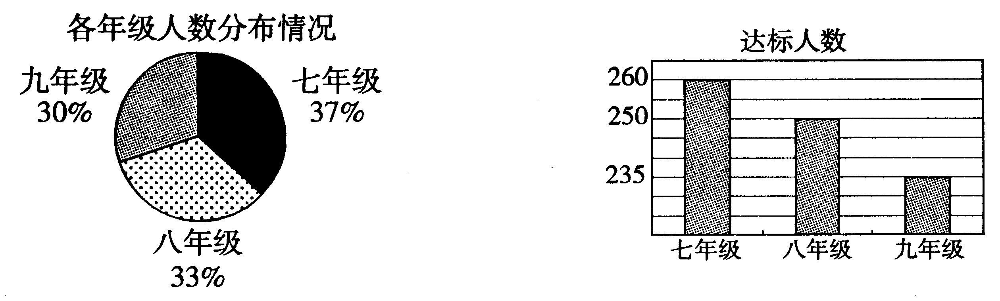 各年级人数分布情况
九年级
30%
七年级
37%
八年级
33%
达标人数
260
250
235
七年级 八年级 九年级